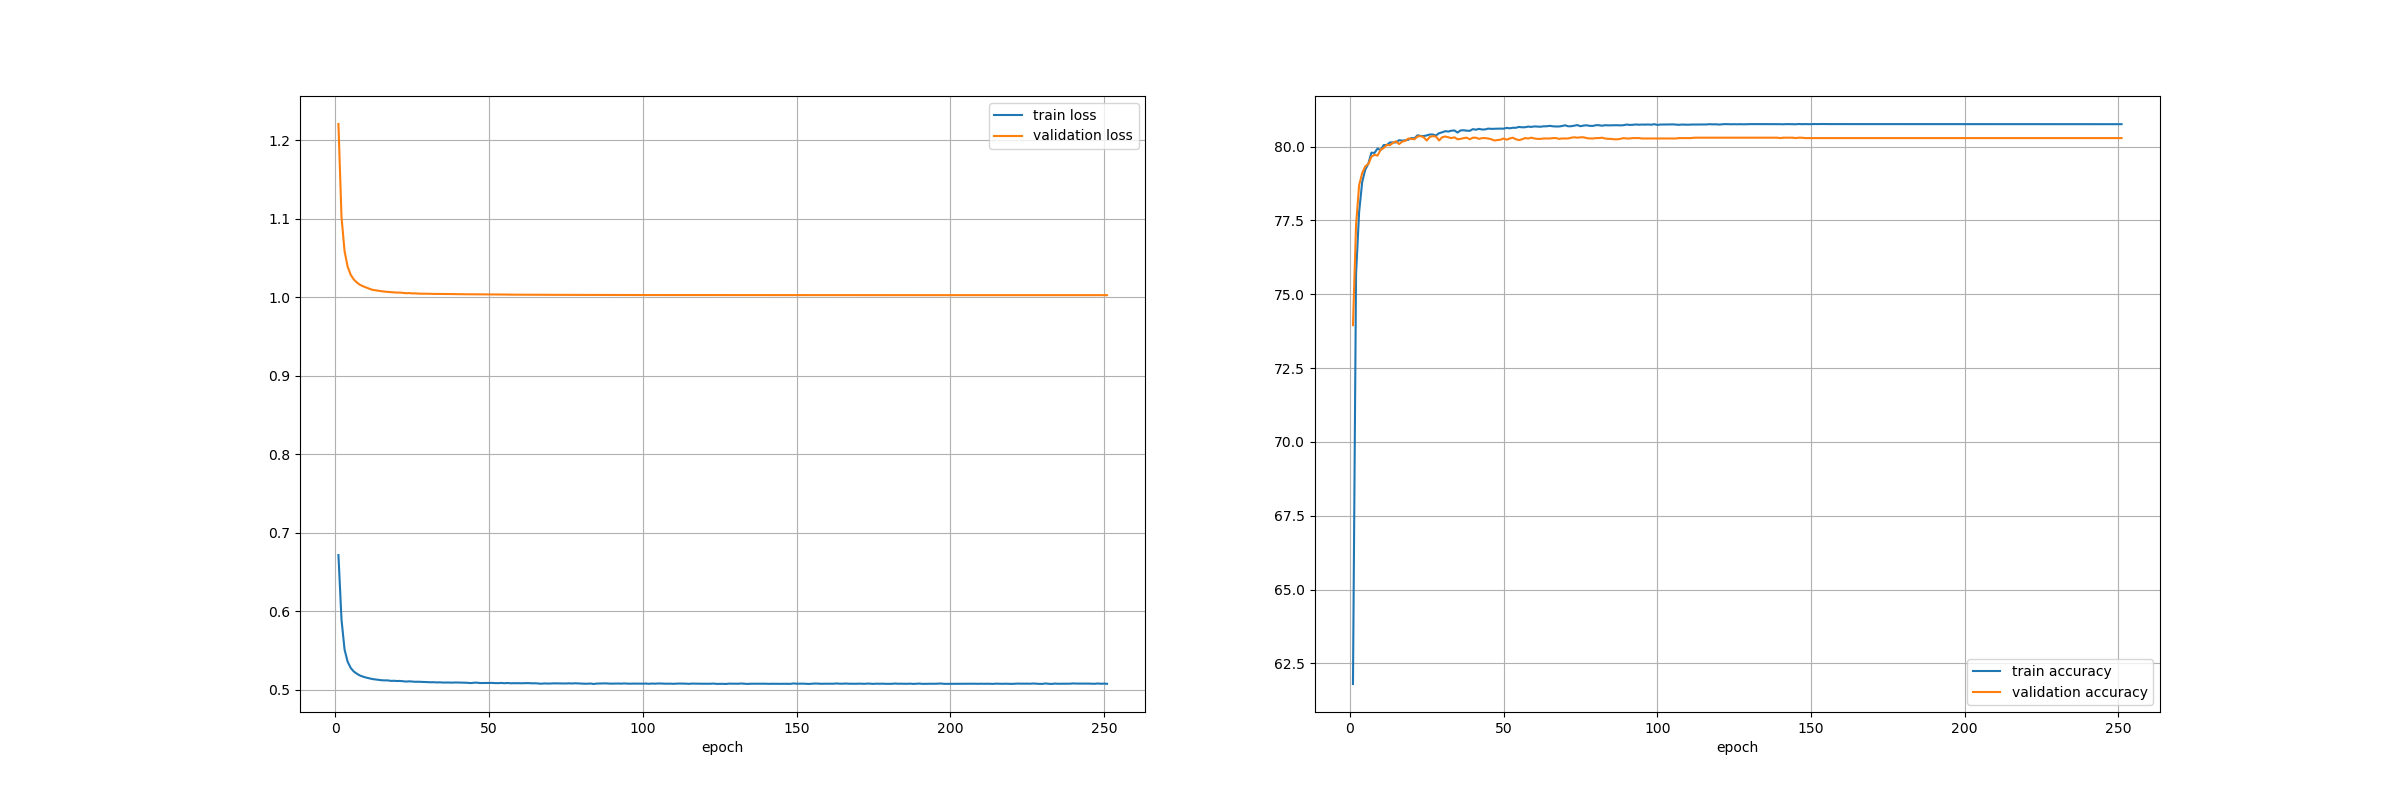 train loss
validation loss
1.2
1.1
1.0
0.9
0.8
0.7
0.6
0.5
0 50 100 150 200 250
epoch
80.0
77.5
75.0
72.5
70.0
67.5
65.0
62.5
train accuracy
validation accuracy
0 50 100 150 200 250
epoch